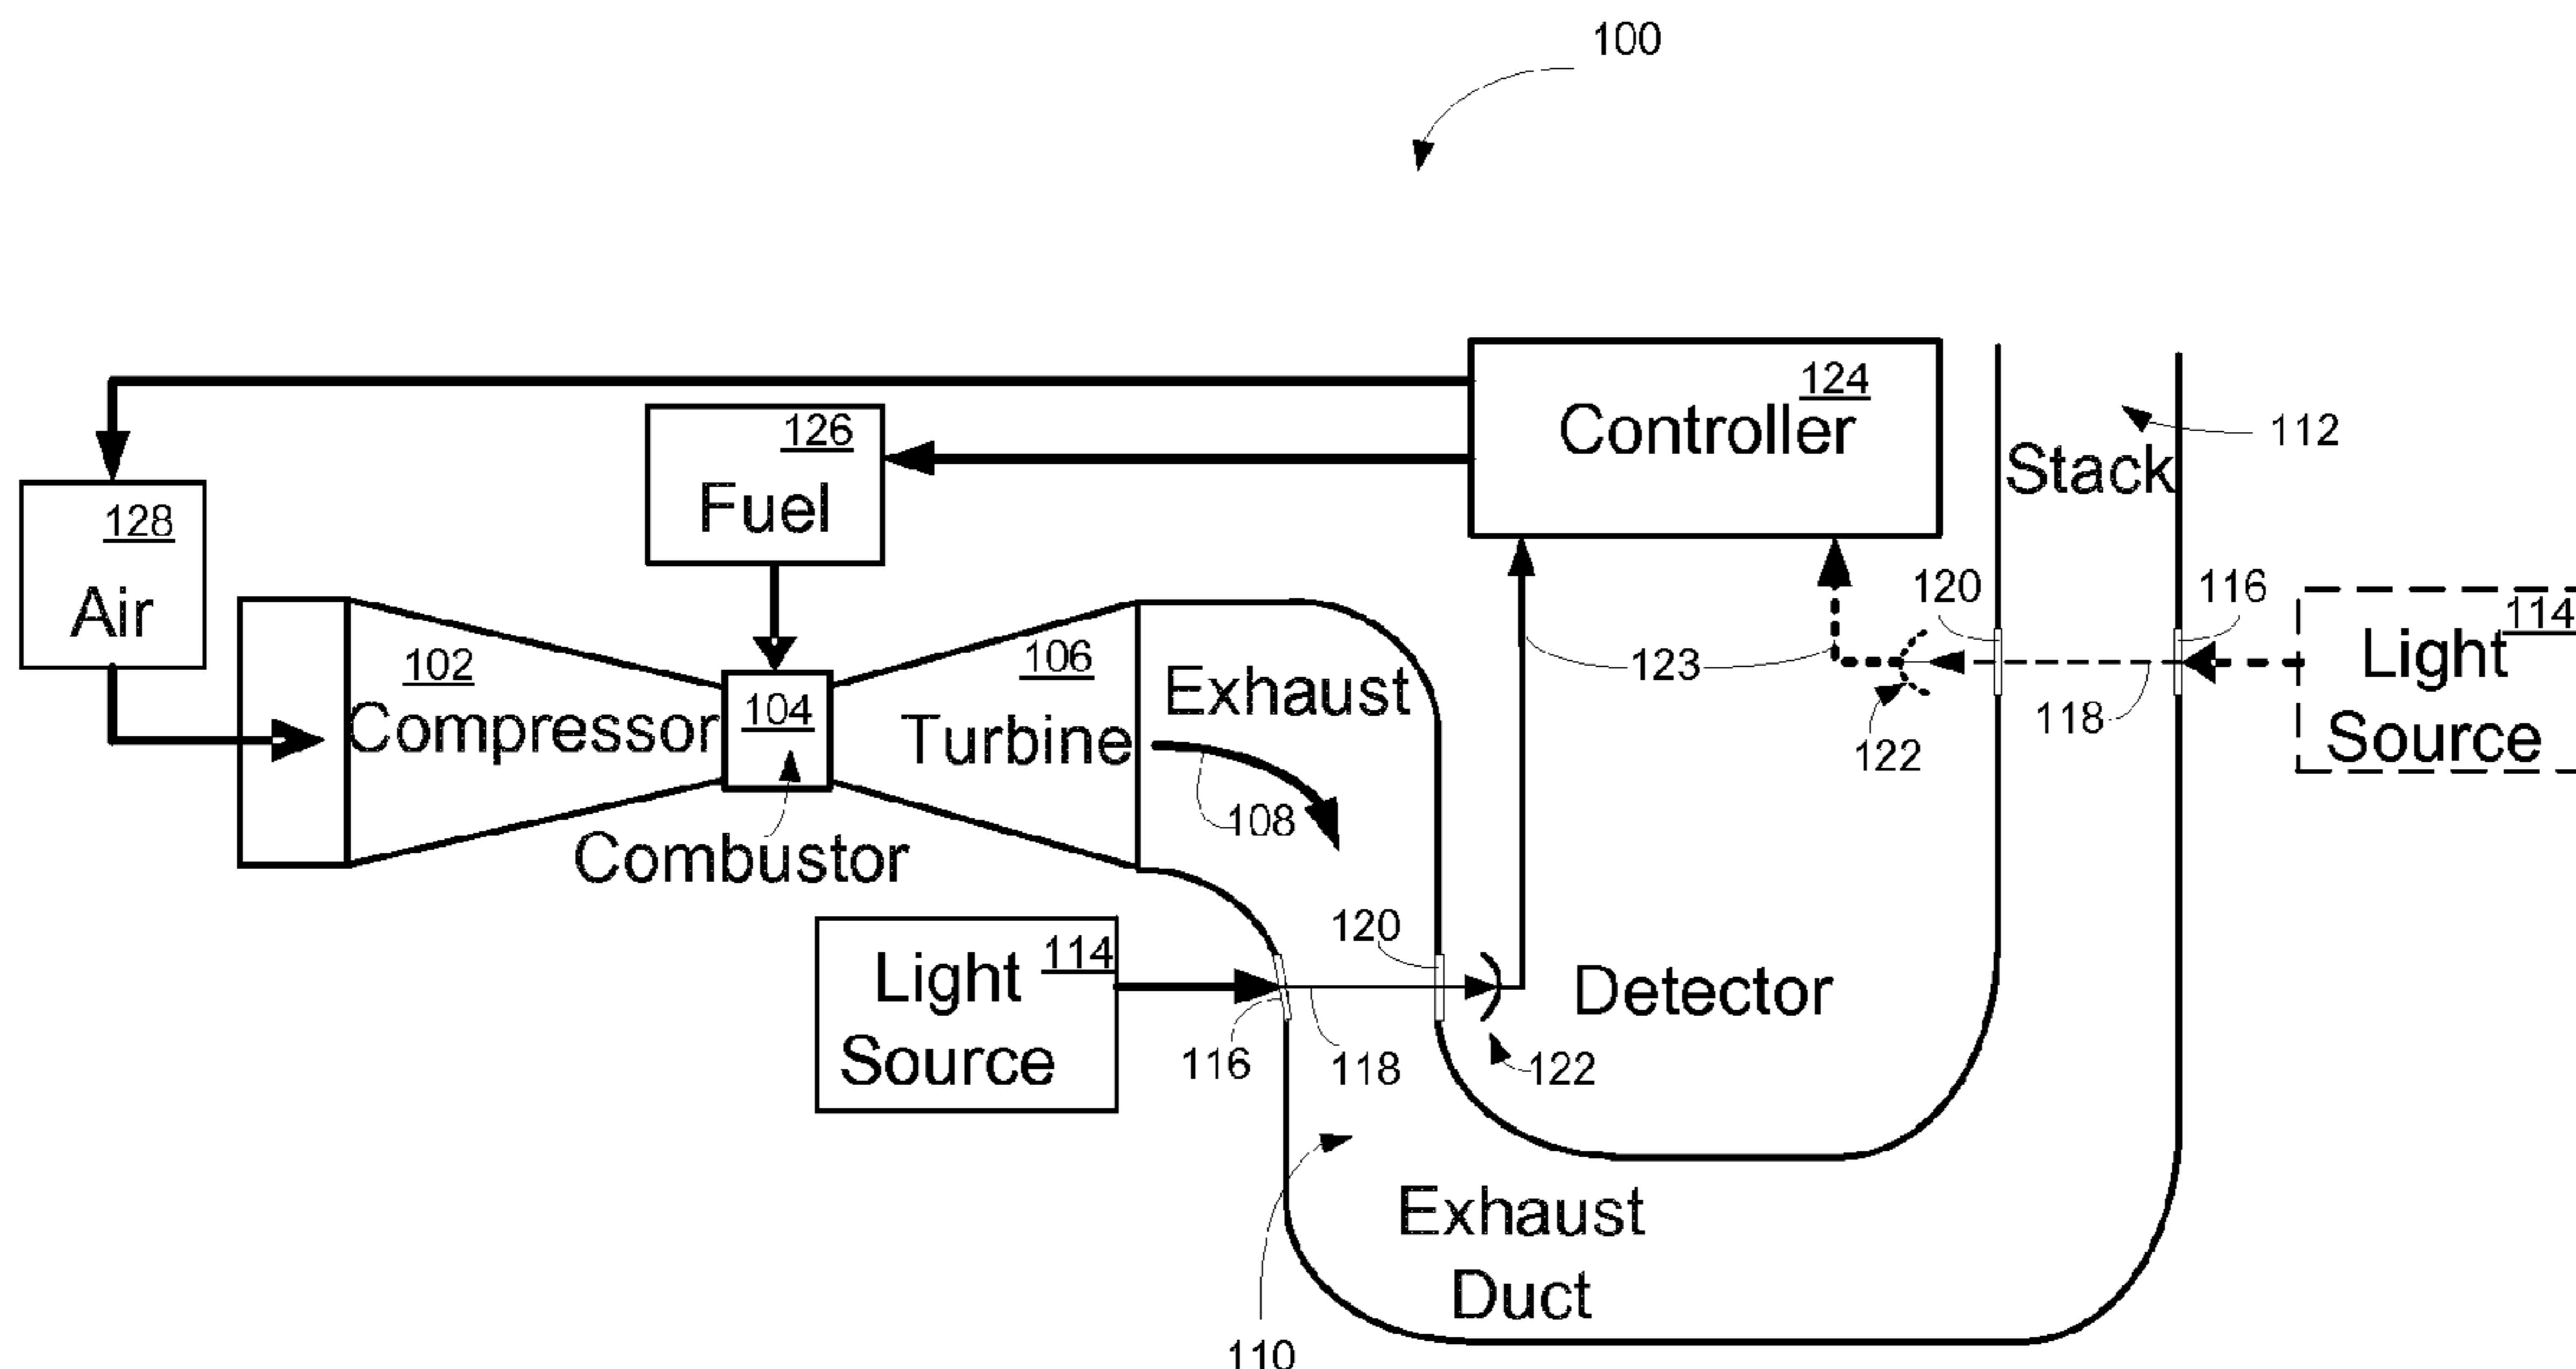 100
124
Controller
112
Stack
126
Fuel
128
Air
120
116
114
Light
Source
123
118
122
102
Compressor
104
Combustor
106
Turbine
Exhaust
108
114
Light
Source
120
116
118
122
Detector
Exhaust
Duct
110